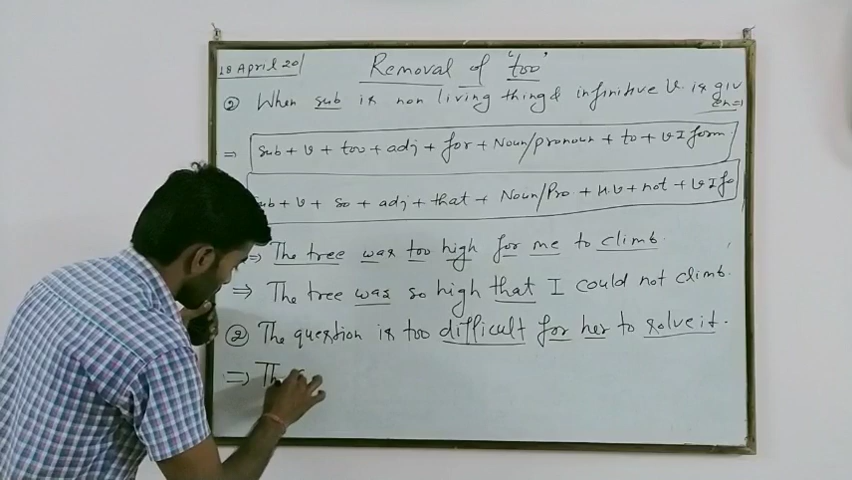 18 April 20
Removal of 'too'
② When sub is non living thing & infinitive V. is giv
en =)
⇒ Sub + V + too + adj + for + Noun/pronoun + to + V I form
ub + V + so + adj + that + Noun/Pro + H.V + not + V I fo
⇒ The tree was too high for me to climb.
⇒ The tree was so high that I could not climb.
② The question is too difficult for her to solve it.
⇒ Th